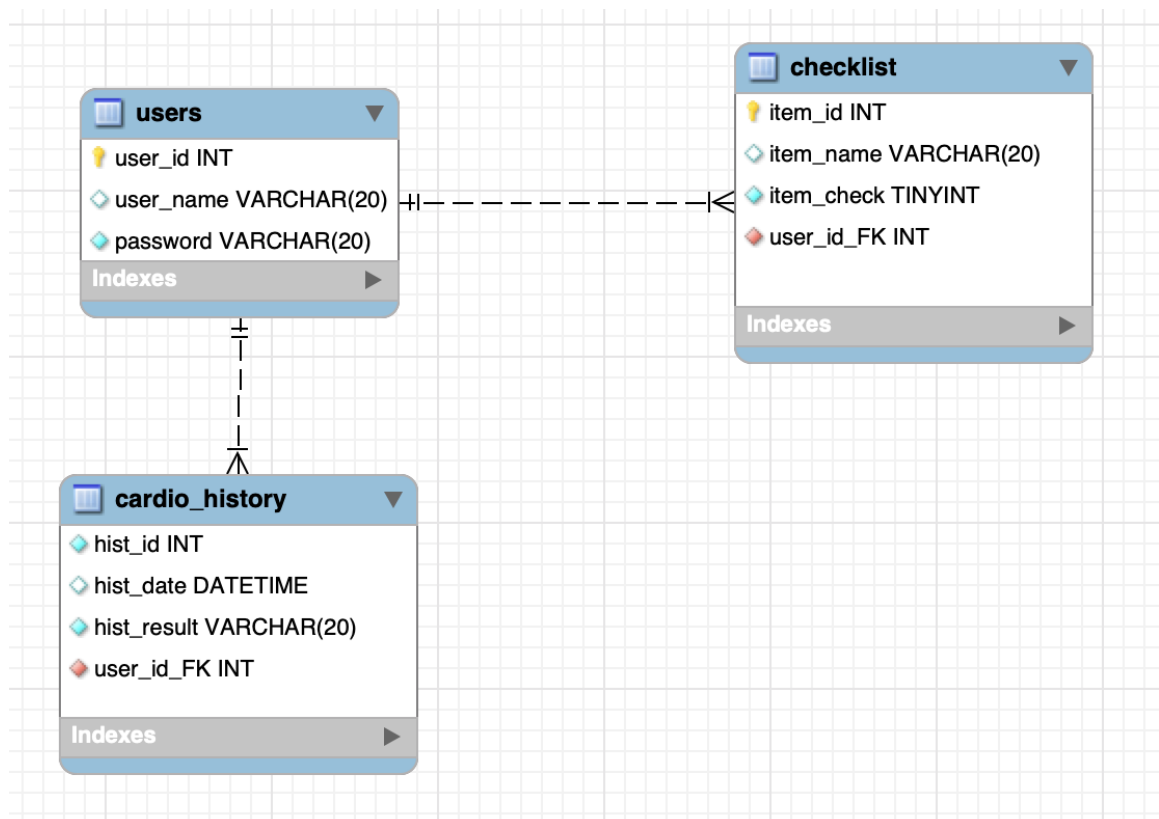 users
user_id INT
user_name VARCHAR(20)
password VARCHAR(20)
Indexes
checklist
item_id INT
item_name VARCHAR(20)
item_check TINYINT
user_id_FK INT
Indexes
cardio_history
hist_id INT
hist_date DATETIME
hist_result VARCHAR(20)
user_id_FK INT
Indexes